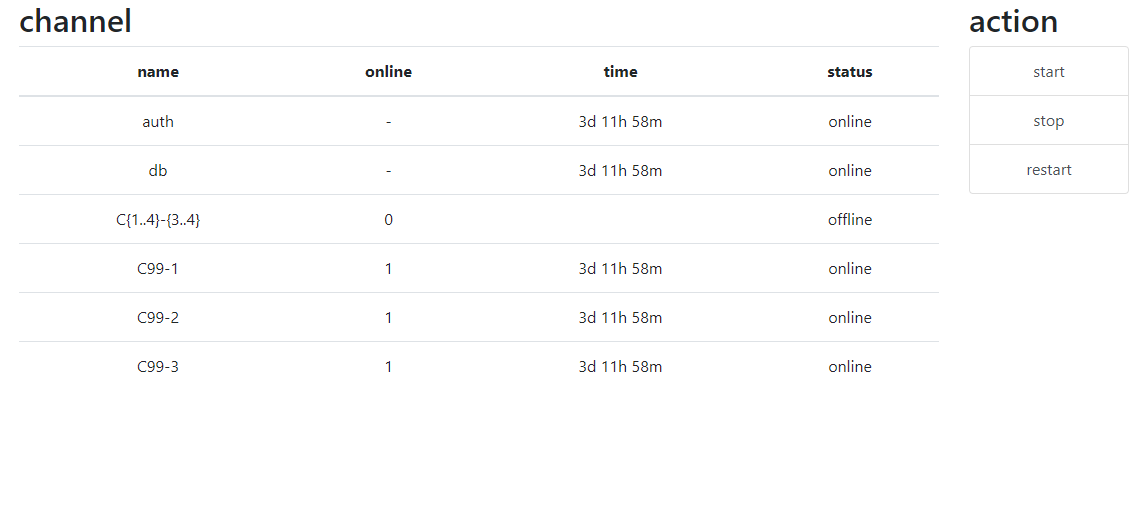 channel
name online time status
auth - 3d 11h 58m online
db - 3d 11h 58m online
C{1..4}-{3..4} 0 offline
C99-1 1 3d 11h 58m online
C99-2 1 3d 11h 58m online
C99-3 1 3d 11h 58m online
action
start
stop
restart